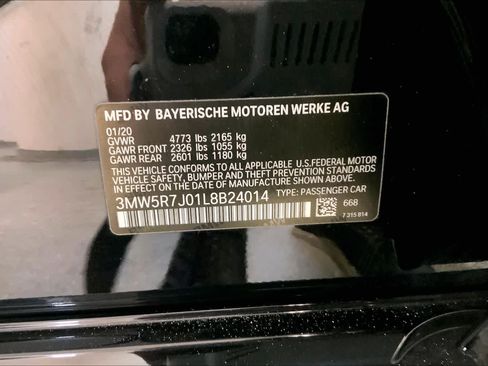 MFD BY BAYERISCHE MOTOREN WERKE AG
01/20
GVWR 4773 lbs 2165 kg
GAWR FRONT 2326 lbs 1055 kg
GAWR REAR 2601 lbs 1180 kg
THIS VEHICLE CONFORMS TO ALL APPLICABLE U.S.FEDERAL MOTOR
VEHICLE SAFETY, BUMPER AND THEFT PREVENTION STANDARDS
IN EFFECT ON THE DATE OF MANUFACTURE SHOWN ABOVE.
3MW5R7J01L8B24014 TYPE: PASSENGER CAR
668
7 315 814